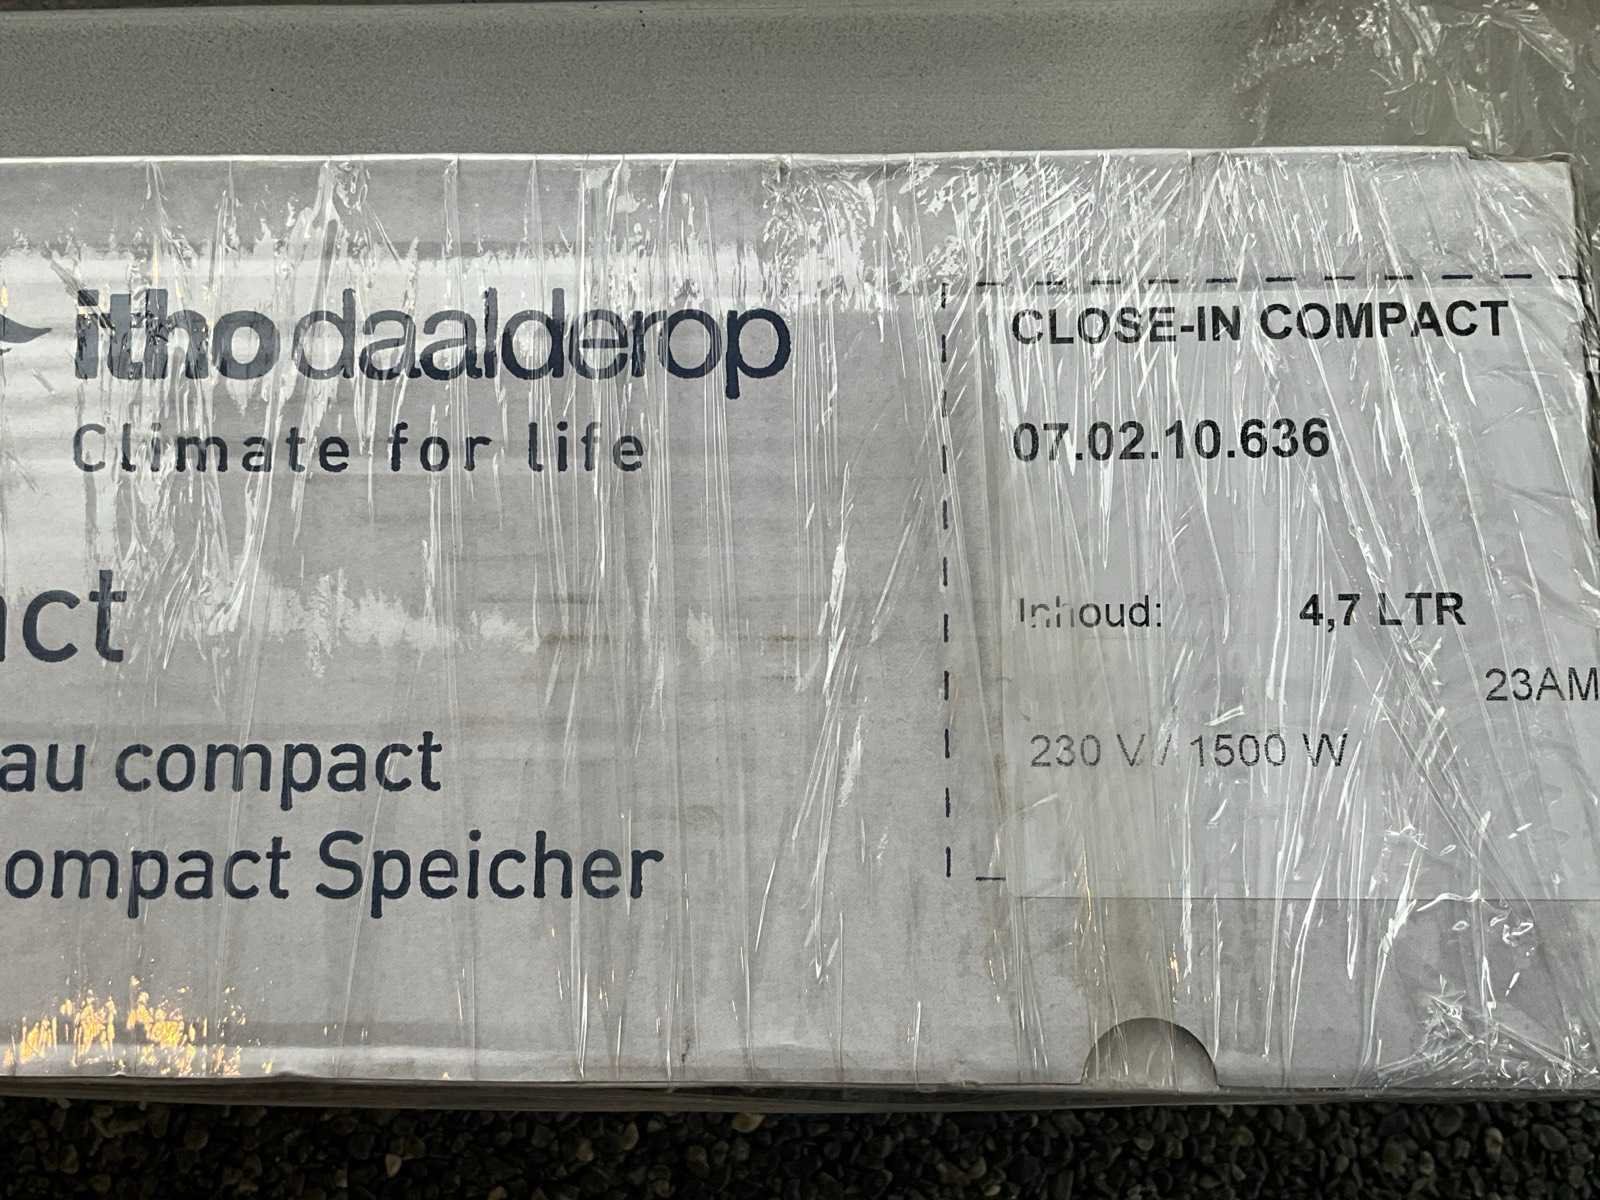 ithodaalderop
Climate for life
act
au compact
ompact Speicher
CLOSE-IN COMPACT
07.02.10.636
Inhoud: 4,7 LTR
23AM
230 V / 1500 W